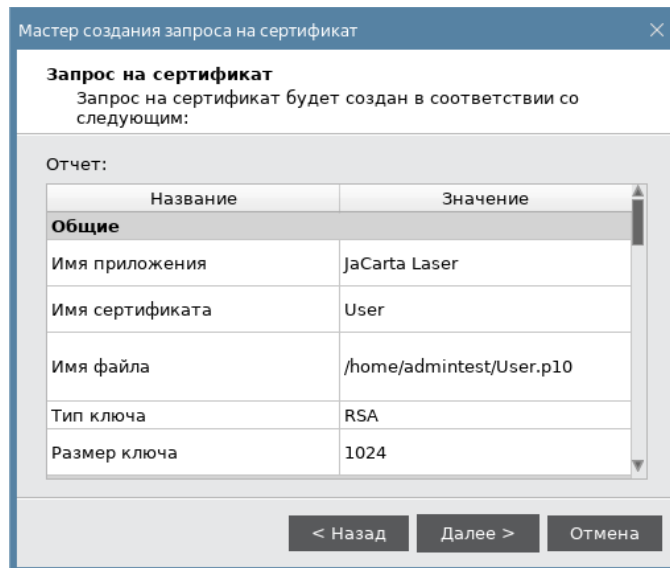 Мастер создания запроса на сертификат
Запрос на сертификат
Запрос на сертификат будет создан в соответствии со
следующим:
Отчет:
Название Значение
Общие
Имя приложения JaCarta Laser
Имя сертификата User
Имя файла /home/admintest/User.p10
Тип ключа RSA
Размер ключа 1024
< Назад Далее > Отмена